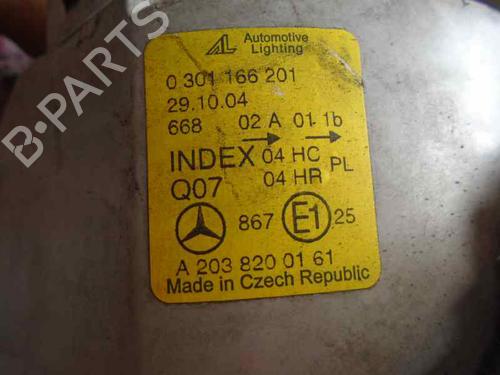 AL Automotive Lighting
0 301 166 201
29.10.04
668 02 A 01 1b
INDEX 04 HC PL
Q07 04 HR
867 E1 25
A 203 820 01 61
Made in Czech Republic